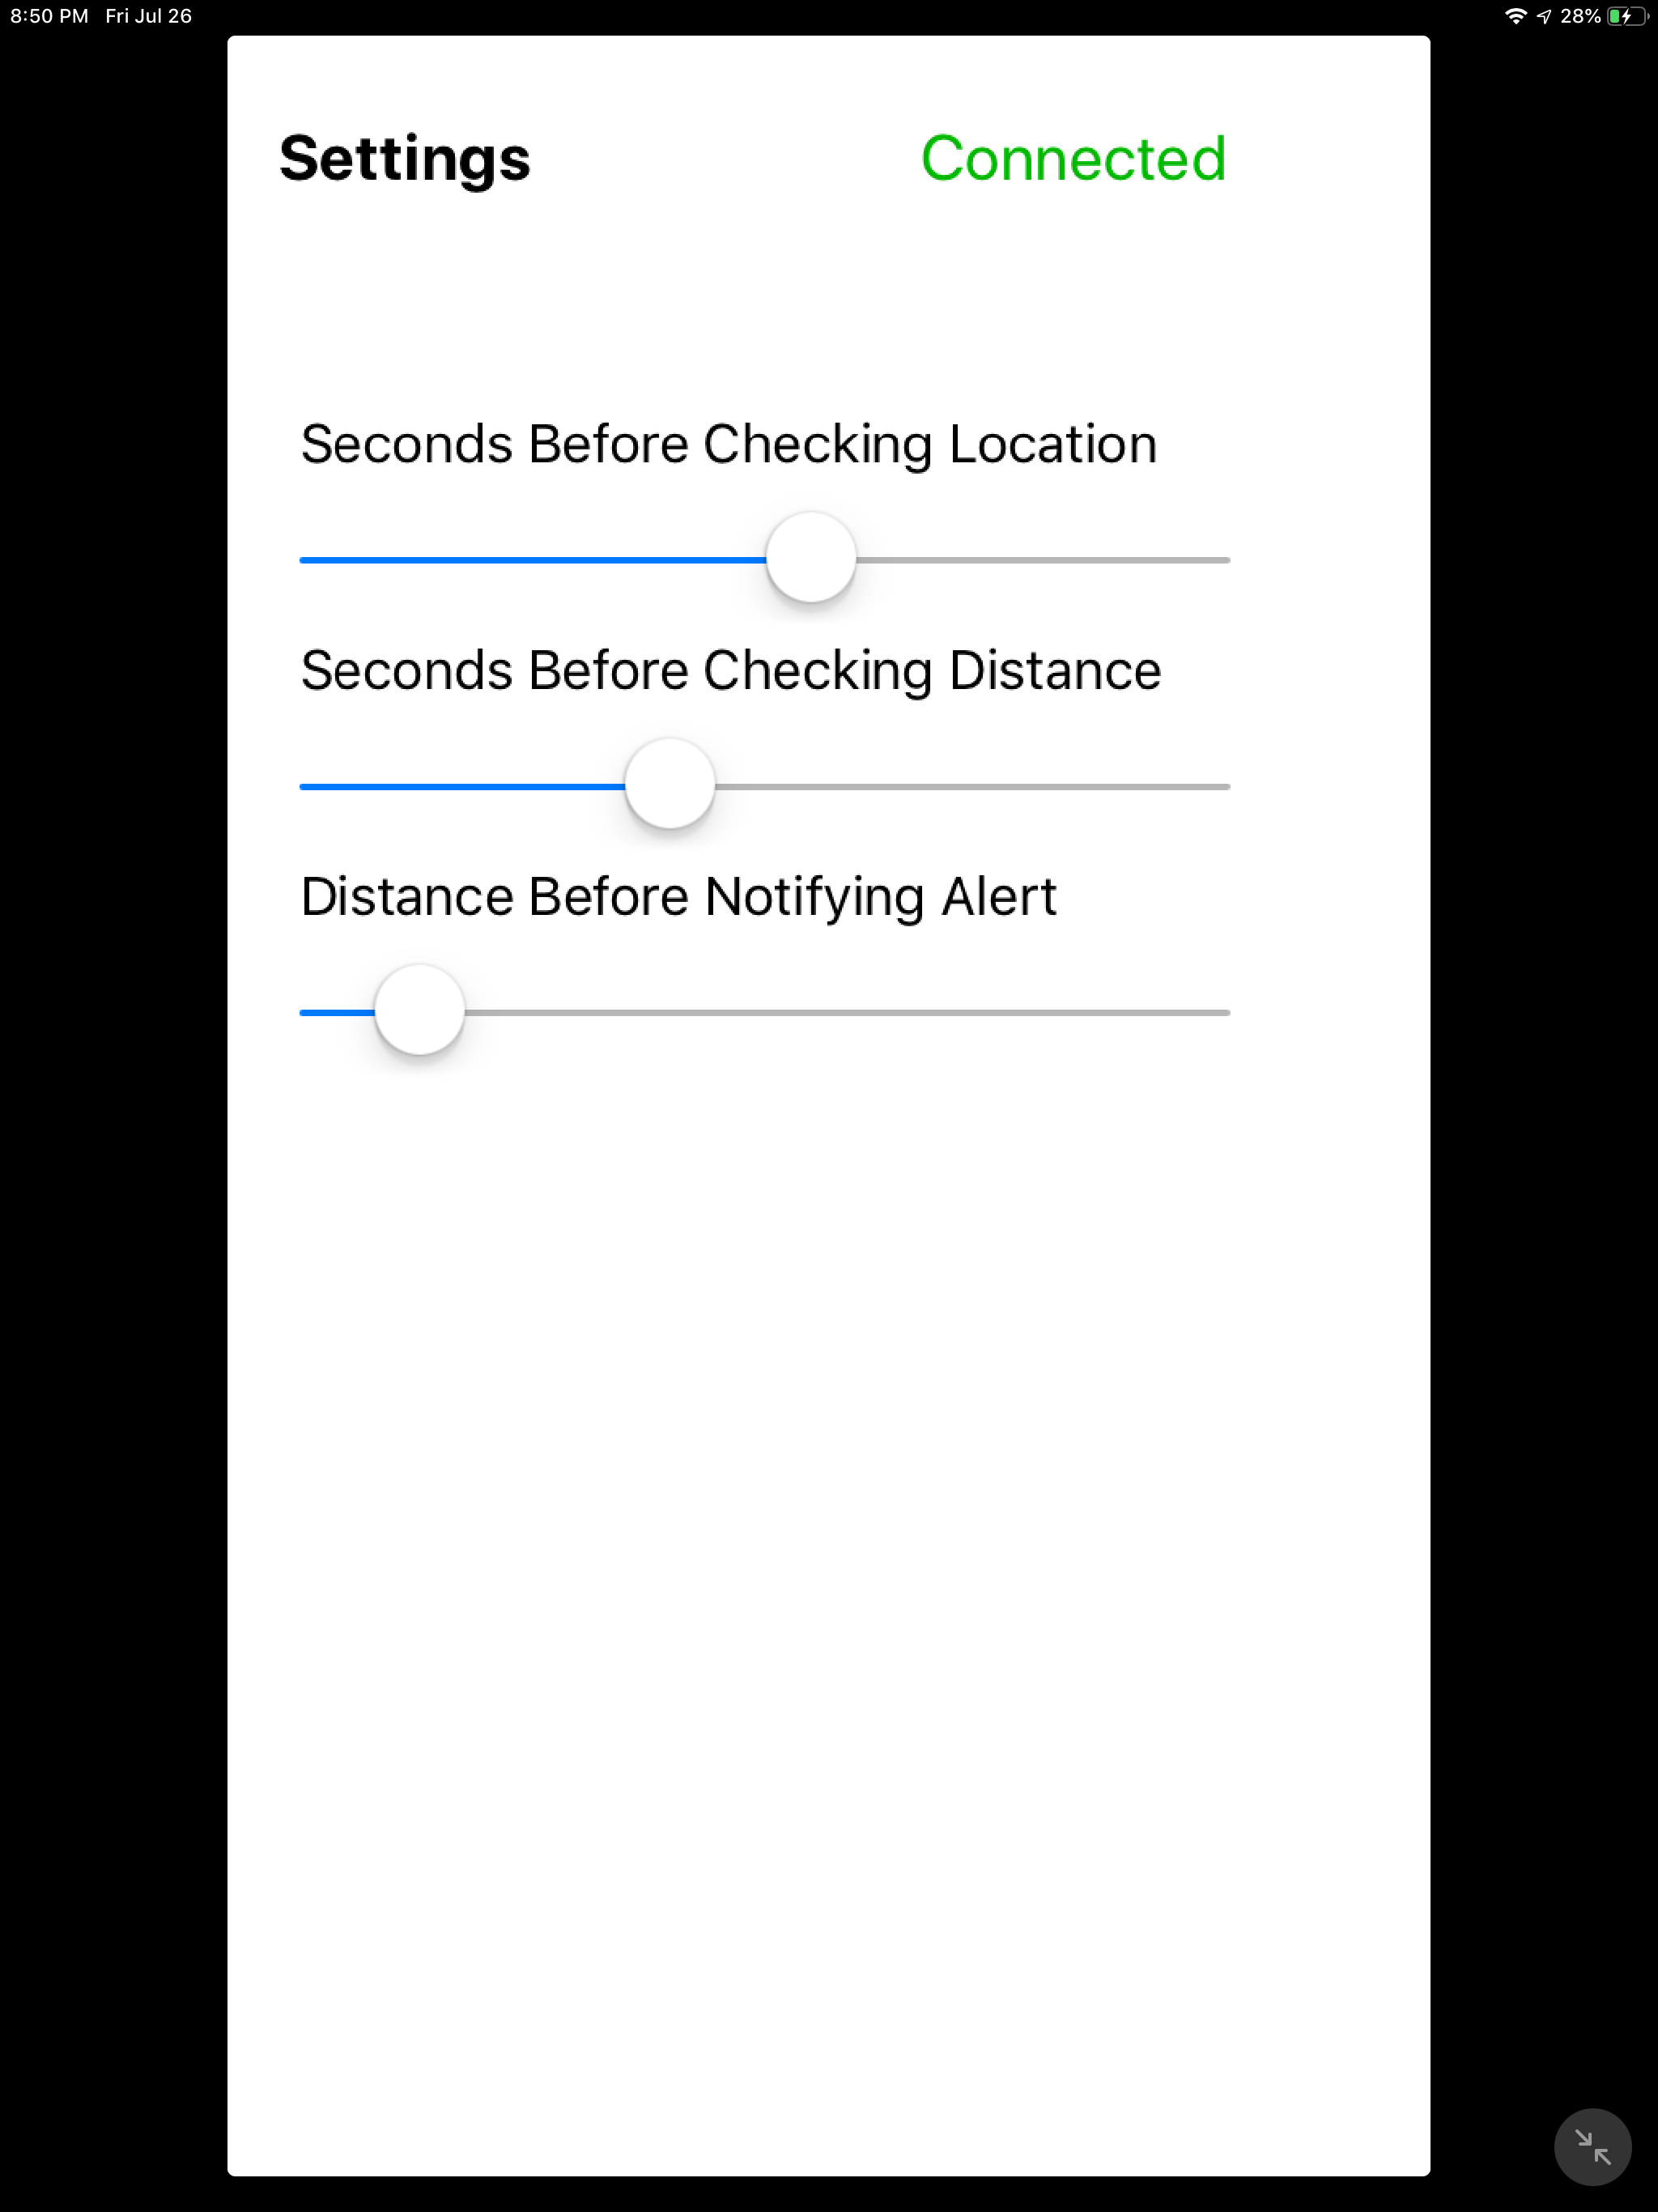 8:50 PM Fri Jul 26 28%
Settings Connected
Seconds Before Checking Location
Seconds Before Checking Distance
Distance Before Notifying Alert